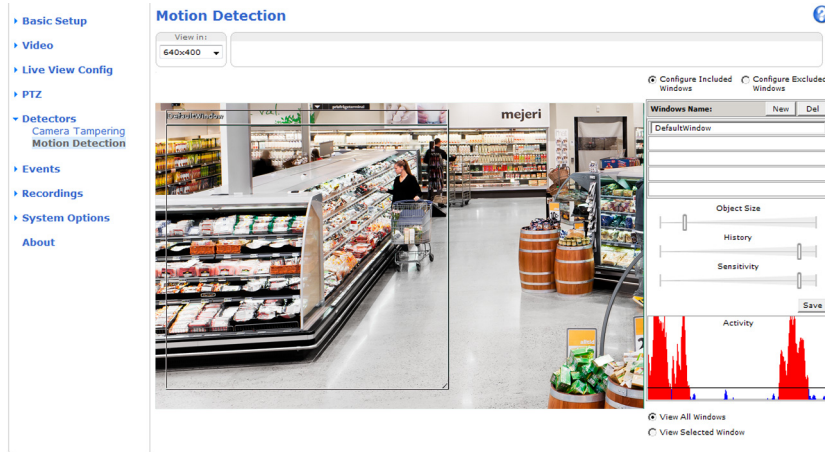 Basic Setup
Video
Live View Config
PTZ
Detectors
Camera Tampering
Motion Detection
Events
Recordings
System Options
About
Motion Detection
?
View in:
640x400
Configure Included Windows
Configure Excluded Windows
DefaultWindow
mejeri
Windows Name:
New
Del
DefaultWindow
Object Size
History
Sensitivity
Save
Activity
View All Windows
View Selected Window